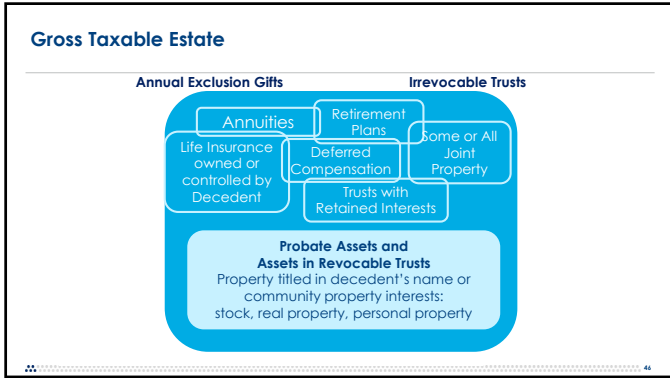 Gross Taxable Estate
Annual Exclusion Gifts
Irrevocable Trusts
Annuities
Retirement
Plans
Some or All
Joint
Property
Life Insurance
owned or
controlled by
Decedent
Deferred
Compensation
Trusts with
Retained Interests
Probate Assets and
Assets in Revocable Trusts
Property titled in decedent's name or
community property interests:
stock, real property, personal property
46